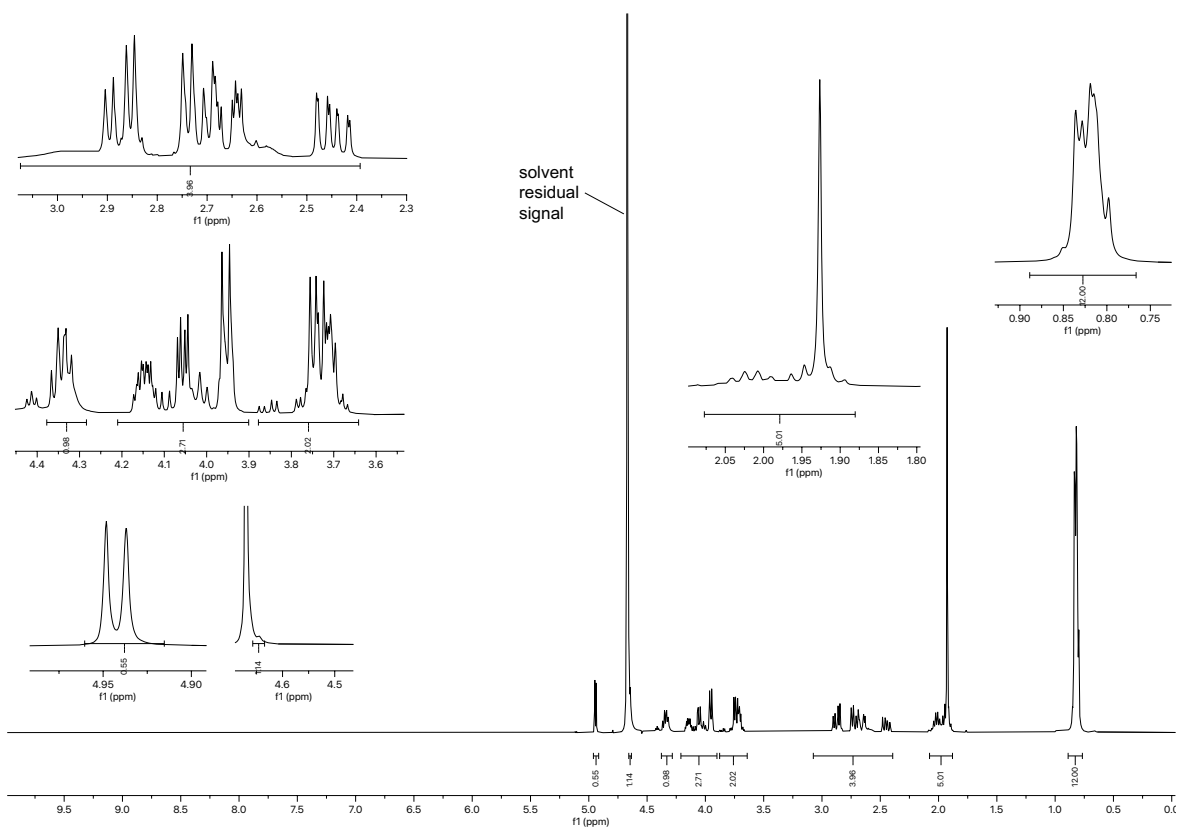 3.96
3.0 2.9 2.8 2.7 2.6 2.5 2.4 2.3
f1 (ppm)
solvent
residual
signal
12.00
0.90 0.85 0.80 0.75
f1 (ppm)
0.98 2.71 2.02
4.4 4.3 4.2 4.1 4.0 3.9 3.8 3.7 3.6
f1 (ppm)
5.01
2.05 2.00 1.95 1.90 1.85 1.80
f1 (ppm)
0.55 1.14
4.95 4.90 4.6 4.5
f1 (ppm) f1 (ppm)
0.55 1.14 0.98 2.71 2.02 3.96 5.01 12.00
9.5 9.0 8.5 8.0 7.5 7.0 6.5 6.0 5.5 5.0 4.5 4.0 3.5 3.0 2.5 2.0 1.5 1.0 0.5 0.0
f1 (ppm)